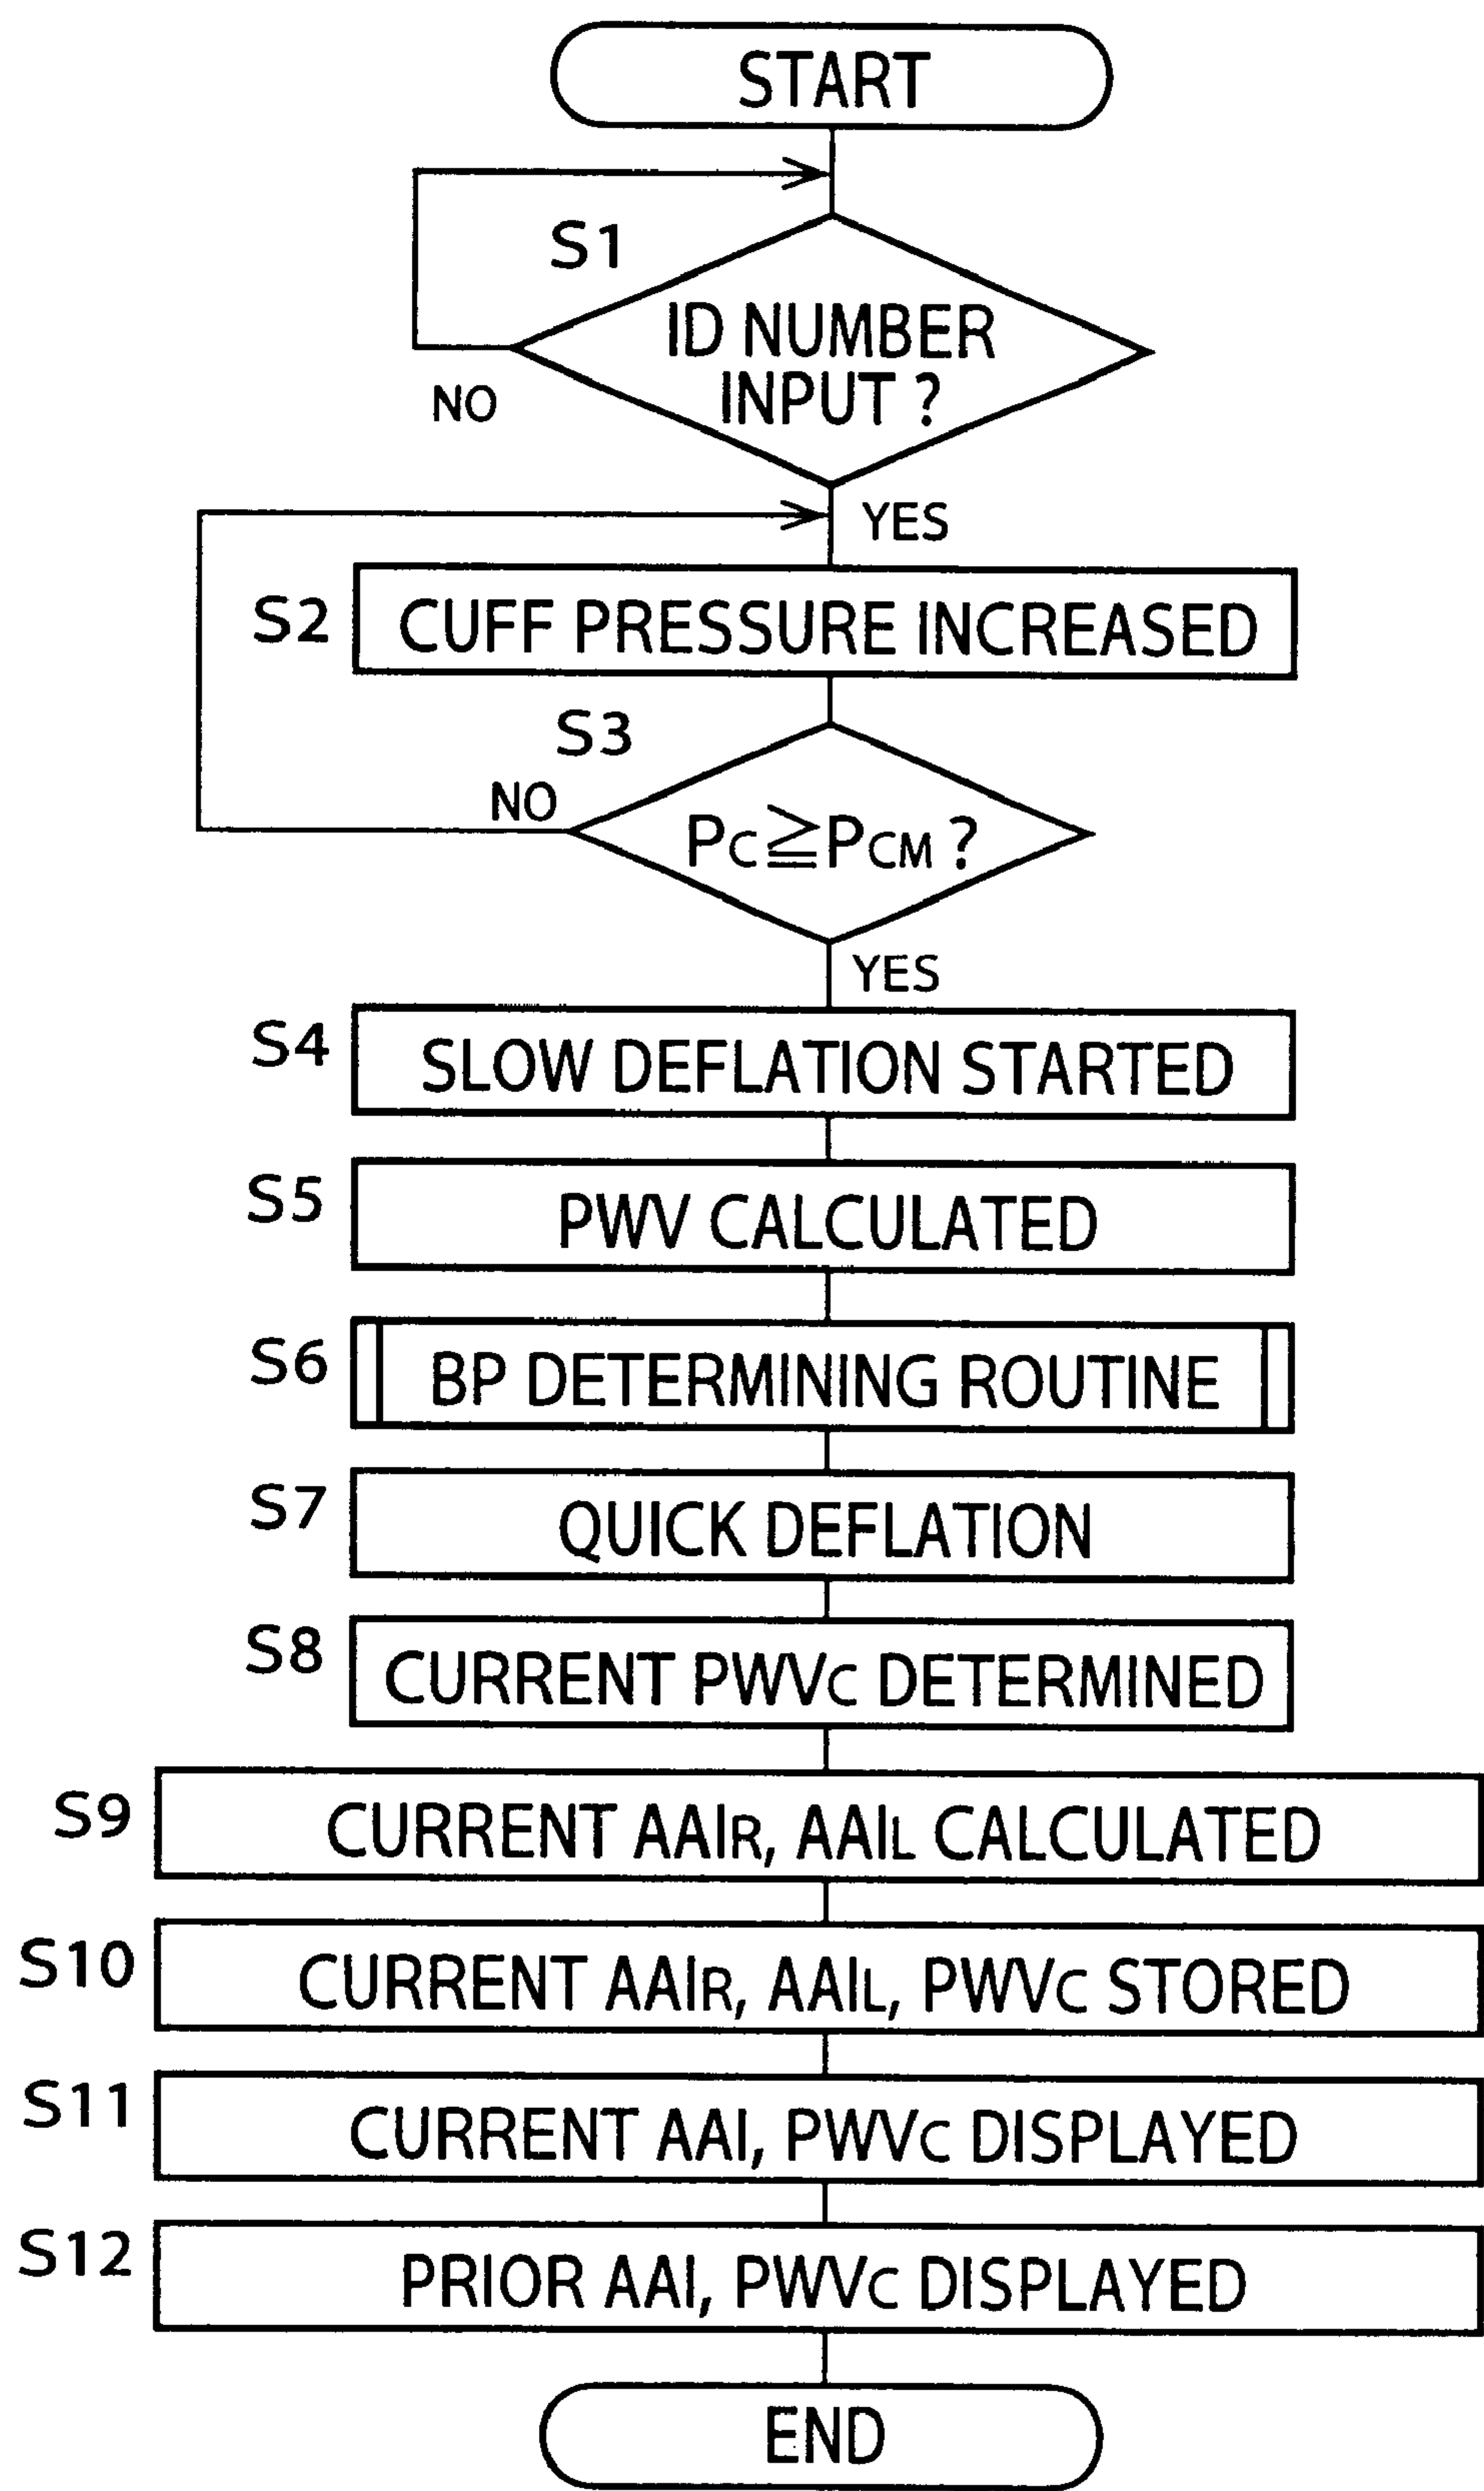 START
S1
ID NUMBER
INPUT ?
NO
YES
S2
CUFF PRESSURE INCREASED
S3
NO
PC≧PCM ?
YES
S4
SLOW DEFLATION STARTED
S5
PWV CALCULATED
S6
BP DETERMINING ROUTINE
S7
QUICK DEFLATION
S8
CURRENT PWVC DETERMINED
S9
CURRENT AAIR, AAIL CALCULATED
S10
CURRENT AAIR, AAIL, PWVC STORED
S11
CURRENT AAI, PWVC DISPLAYED
S12
PRIOR AAI, PWVC DISPLAYED
END